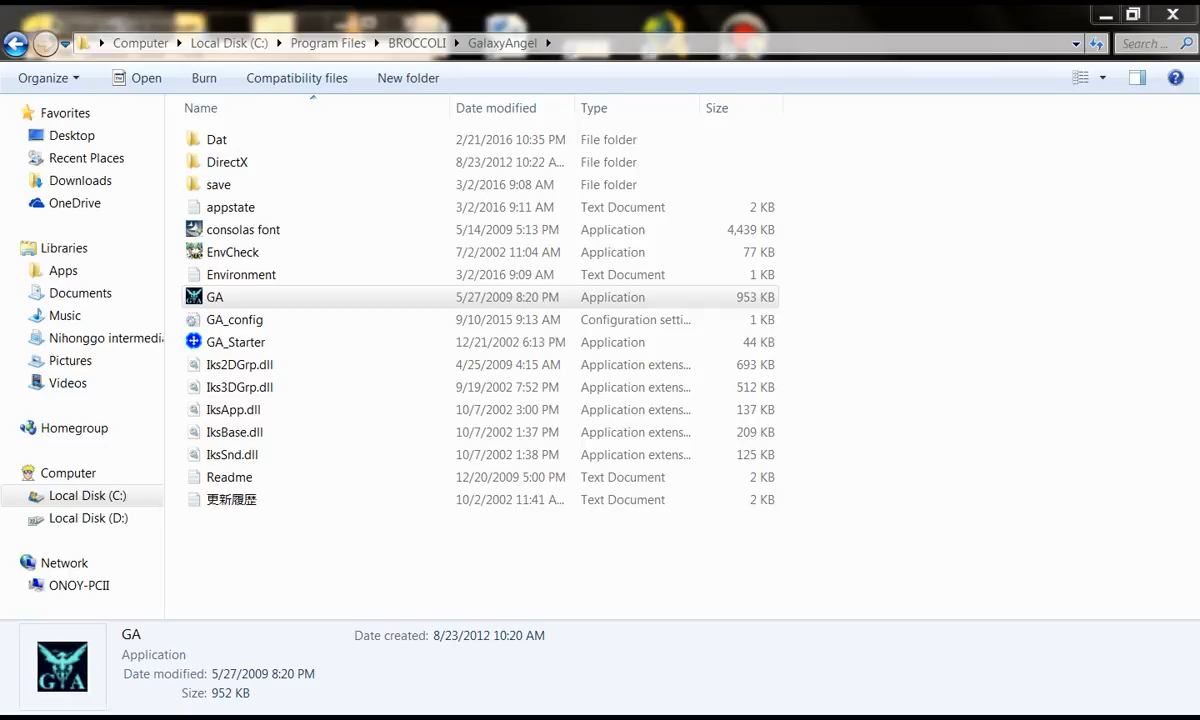 Computer Local Disk (C:) Program Files BROCCOLI GalaxyAngel Search ...
Organize Open Burn Compatibility files New folder
Name Date modified Type Size
Favorites
Desktop
Recent Places
Downloads
OneDrive
Libraries
Apps
Documents
Music
Nihonggo intermedi
Pictures
Videos
Homegroup
Computer
Local Disk (C:)
Local Disk (D:)
Network
ONOY-PCII
Dat 2/21/2016 10:35 PM File folder
DirectX 8/23/2012 10:22 A... File folder
save 3/2/2016 9:08 AM File folder
appstate 3/2/2016 9:11 AM Text Document 2 KB
consolas font 5/14/2009 5:13 PM Application 4,439 KB
EnvCheck 7/2/2002 11:04 AM Application 77 KB
Environment 3/2/2016 9:09 AM Text Document 1 KB
GA 5/27/2009 8:20 PM Application 953 KB
GA_config 9/10/2015 9:13 AM Configuration setti... 1 KB
GA_Starter 12/21/2002 6:13 PM Application 44 KB
Iks2DGrp.dll 4/25/2009 4:15 AM Application extens... 693 KB
Iks3DGrp.dll 9/19/2002 7:52 PM Application extens... 512 KB
IksApp.dll 10/7/2002 3:00 PM Application extens... 137 KB
IksBase.dll 10/7/2002 1:37 PM Application extens... 209 KB
IksSnd.dll 10/7/2002 1:38 PM Application extens... 125 KB
Readme 12/20/2009 5:00 PM Text Document 2 KB
更新履歴 10/2/2002 11:41 A... Text Document 2 KB
GA
Application
Date modified: 5/27/2009 8:20 PM
Size: 952 KB
Date created: 8/23/2012 10:20 AM
GA